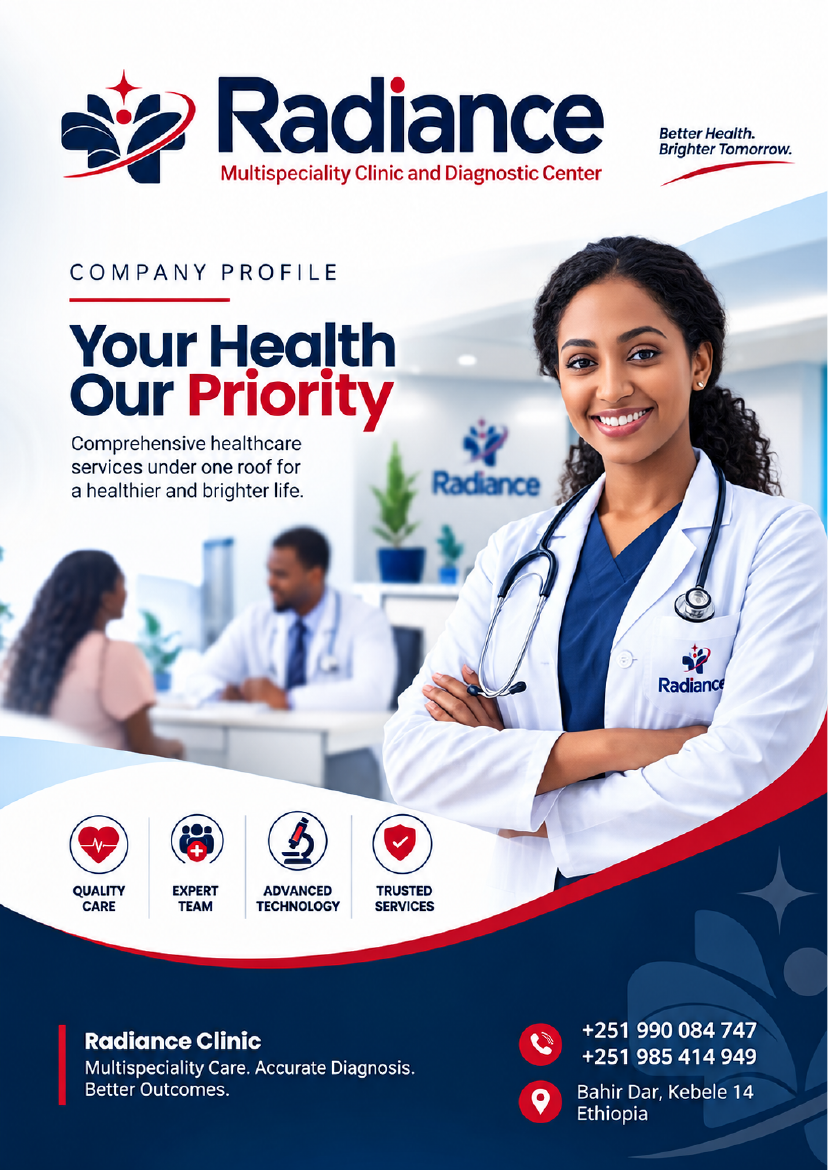 Radiance
Multispeciality Clinic and Diagnostic Center
Better Health.
Brighter Tomorrow.
COMPANY PROFILE
Your Health
Our Priority
Comprehensive healthcare
services under one roof for
a healthier and brighter life.
Radiance
Radiance
QUALITY
CARE
EXPERT
TEAM
ADVANCED
TECHNOLOGY
TRUSTED
SERVICES
Radiance Clinic
Multispeciality Care. Accurate Diagnosis.
Better Outcomes.
+251 990 084 747
+251 985 414 949
Bahir Dar, Kebele 14
Ethiopia